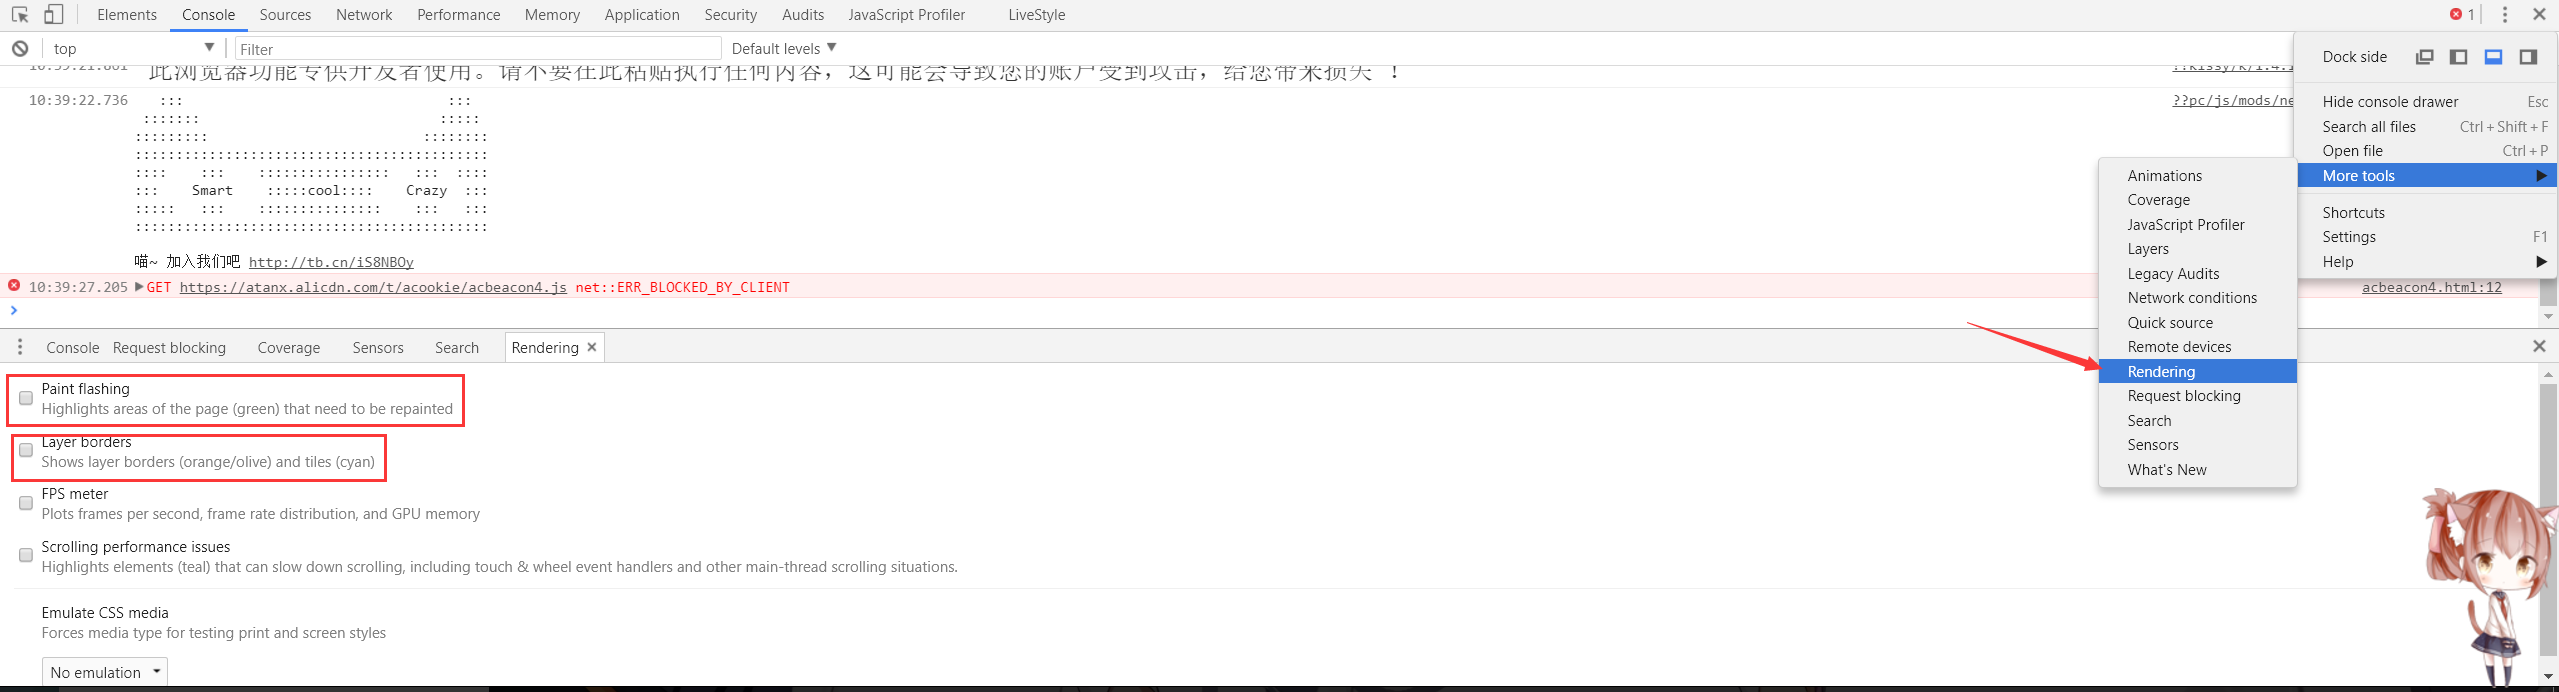 Elements Console Sources Network Performance Memory Application Security Audits JavaScript Profiler LiveStyle 1
top Filter Default levels
Dock side
此浏览器功能专供开发者使用。请不要在此粘贴执行任何内容，这可能会导致您的账户受到攻击，给您带来损失 ！
10:39:22.736 ::: ::: ??pc/js/mods/ne
::::::: :::::
::::::::: ::::::::
:::::::::::::::::::::::::::::::::::::::::::
:::: ::: :::::::::::::::: ::: ::::
::: Smart :::::cool:::: Crazy :::
::::: ::: ::::::::::::::: ::: :::
:::::::::::::::::::::::::::::::::::::::::::
喵~ 加入我们吧 http://tb.cn/iS8NBOy
10:39:27.205 GET https://atanx.alicdn.com/t/acookie/acbeacon4.js net::ERR_BLOCKED_BY_CLIENT acbeacon4.html:12
Hide console drawer Esc
Search all files Ctrl + Shift + F
Open file Ctrl + P
More tools
Shortcuts
Settings F1
Help
Animations
Coverage
JavaScript Profiler
Layers
Legacy Audits
Network conditions
Quick source
Remote devices
Rendering
Request blocking
Search
Sensors
What's New
Console Request blocking Coverage Sensors Search Rendering
Paint flashing
Highlights areas of the page (green) that need to be repainted
Layer borders
Shows layer borders (orange/olive) and tiles (cyan)
FPS meter
Plots frames per second, frame rate distribution, and GPU memory
Scrolling performance issues
Highlights elements (teal) that can slow down scrolling, including touch & wheel event handlers and other main-thread scrolling situations.
Emulate CSS media
Forces media type for testing print and screen styles
No emulation